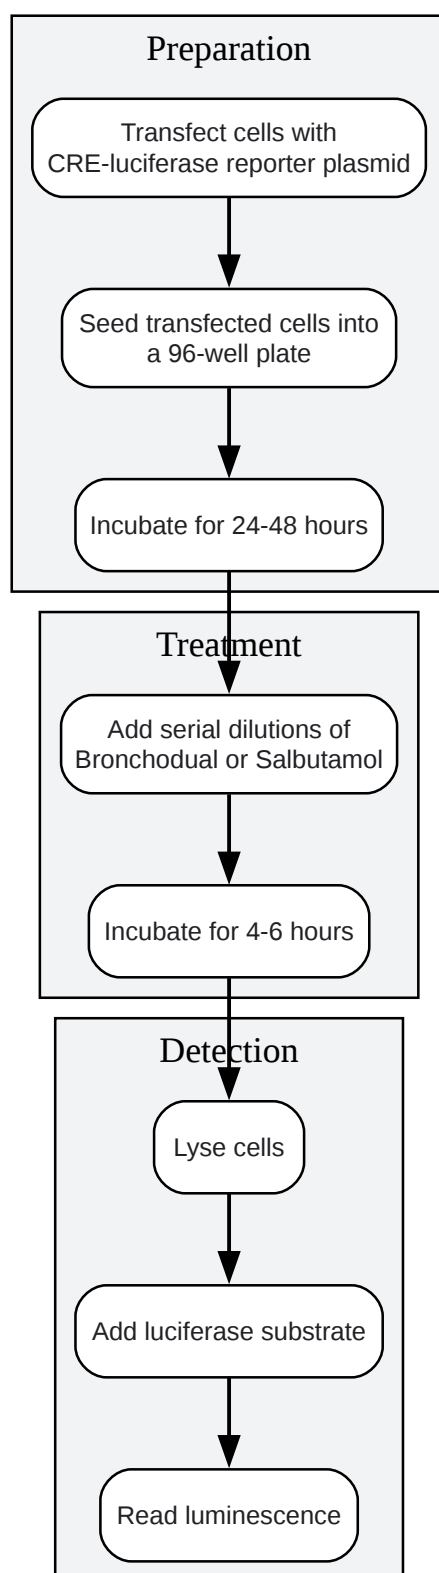 Preparation
Transfect cells with
CRE-luciferase reporter plasmid
Seed transfected cells into
a 96-well plate
Incubate for 24-48 hours
Treatment
Add serial dilutions of
Bronchodual or Salbutamol
Incubate for 4-6 hours
Detection
Lyse cells
Add luciferase substrate
Read luminescence